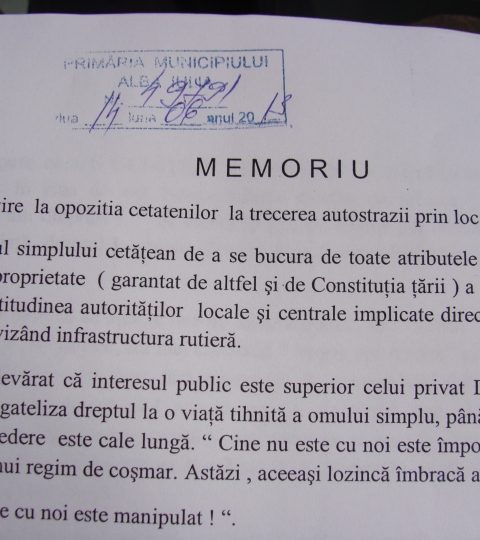 PRIMĂRIA MUNICIPIULUI
ALBA IULIA
ziua 14 luna 06 anul 2013
MEMORIU
ire la opozitia cetatenilor la trecerea autostrazii prin loc
ul simplului cetăţean de a se bucura de toate atributele
proprietate ( garantat de altfel şi de Constituţia ţării ) a
titudinea autorităţilor locale şi centrale implicate direc
vizând infrastructura rutieră.
evărat că interesul public este superior celui privat
gateliza dreptul la o viaţă tihnită a omului simplu, pân
edere este cale lungă. “ Cine nu este cu noi este împo
nui regim de coşmar. Astăzi , aceeaşi lozincă îmbracă a
e cu noi este manipulat ! “.